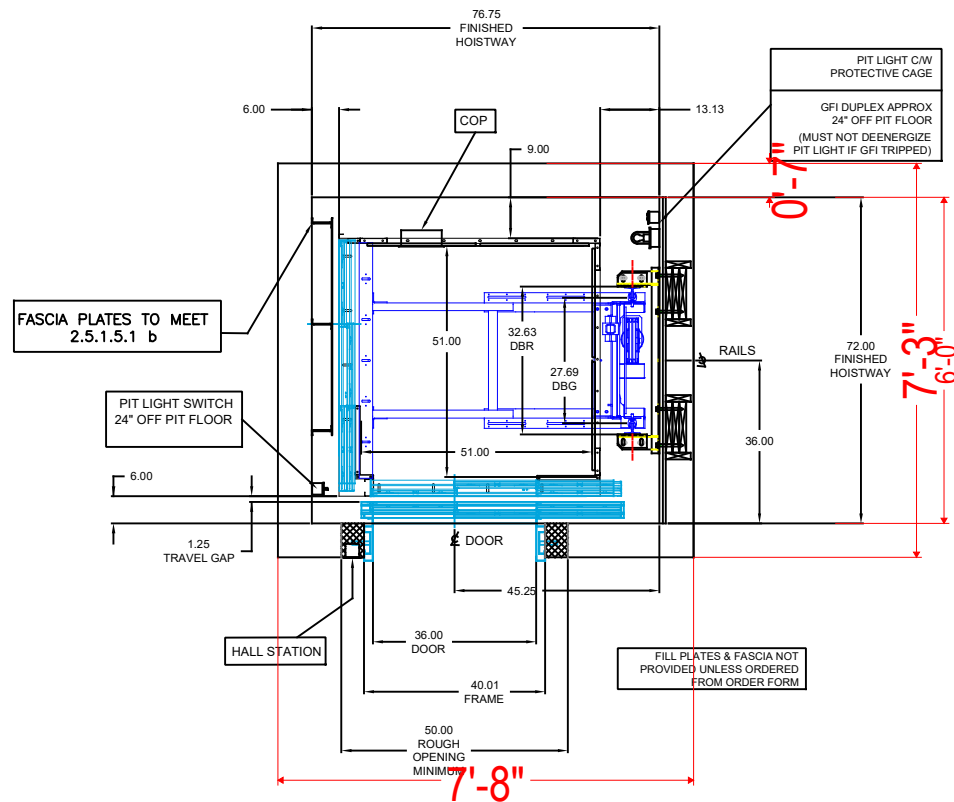 76.75
FINISHED
HOISTWAY
PIT LIGHT C/W
PROTECTIVE CAGE
6.00
13.13
COP
GFI DUPLEX APPROX
24" OFF PIT FLOOR
(MUST NOT DEENERGIZE
PIT LIGHT IF GFI TRIPPED)
9.00
0'-7"
FASCIA PLATES TO MEET
2.5.1.5.1 b
51.00
32.63
DBR
27.69
DBG
RAILS
72.00
FINISHED
HOISTWAY
7'-3"
6'-0"
PIT LIGHT SWITCH
24" OFF PIT FLOOR
51.00
36.00
6.00
1.25
TRAVEL GAP
DOOR
45.25
HALL STATION
36.00
DOOR
FILL PLATES & FASCIA NOT
PROVIDED UNLESS ORDERED
FROM ORDER FORM
40.01
FRAME
50.00
ROUGH
OPENING
MINIMUM
7'-8"